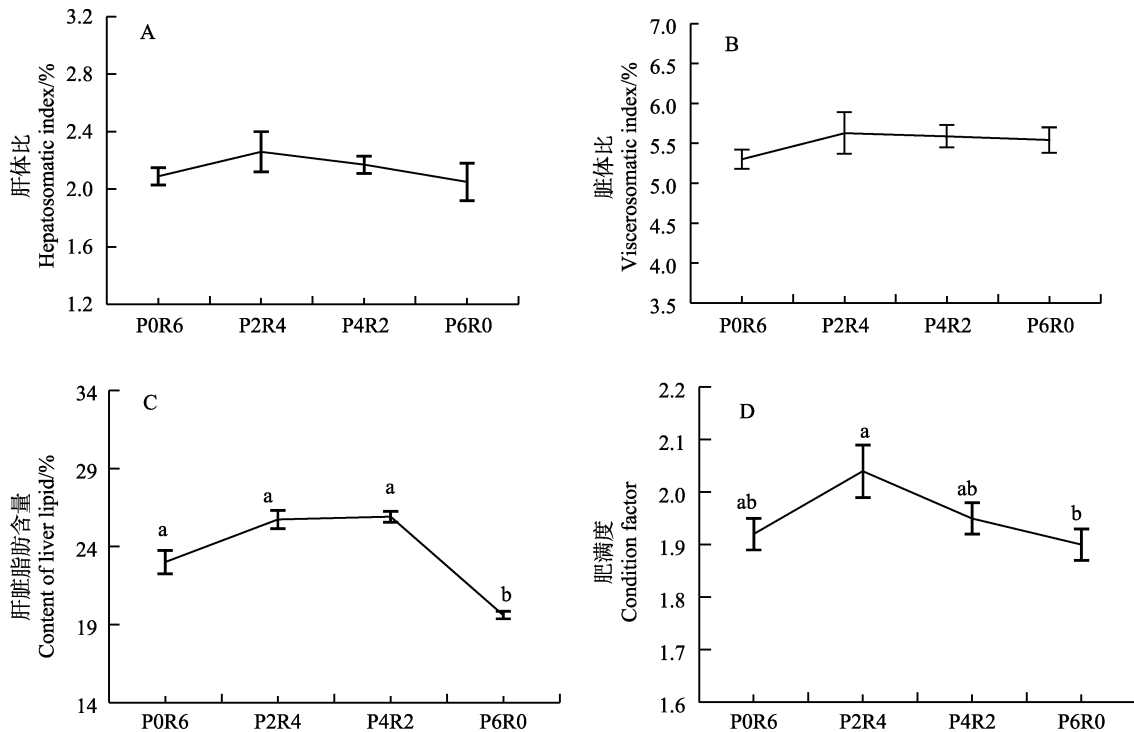 A
肝体比
Hepatosomatic index/%
3.2
2.8
2.4
2.0
1.6
1.2
P0R6 P2R4 P4R2 P6R0
B
脏体比
Viscerosomatic index/%
7.0
6.5
6.0
5.5
5.0
4.5
4.0
3.5
P0R6 P2R4 P4R2 P6R0
C
肝脏脂肪含量
Content of liver lipid/%
34
29
24
19
14
a a a b
P0R6 P2R4 P4R2 P6R0
D
肥满度
Condition factor
2.2
2.1
2.0
1.9
1.8
1.7
1.6
ab a ab b
P0R6 P2R4 P4R2 P6R0